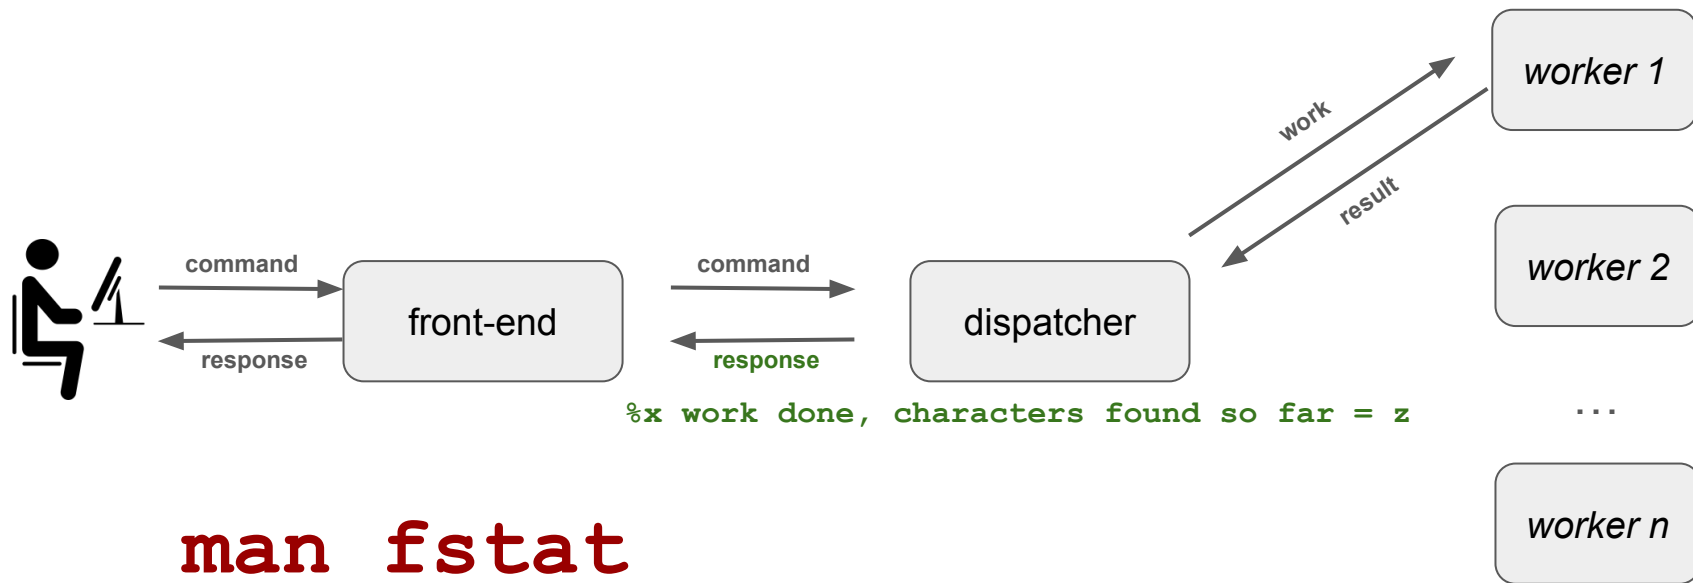 command
response
front-end
command
response
dispatcher
%x work done, characters found so far = z
work
result
worker 1
worker 2
...
worker n
man fstat